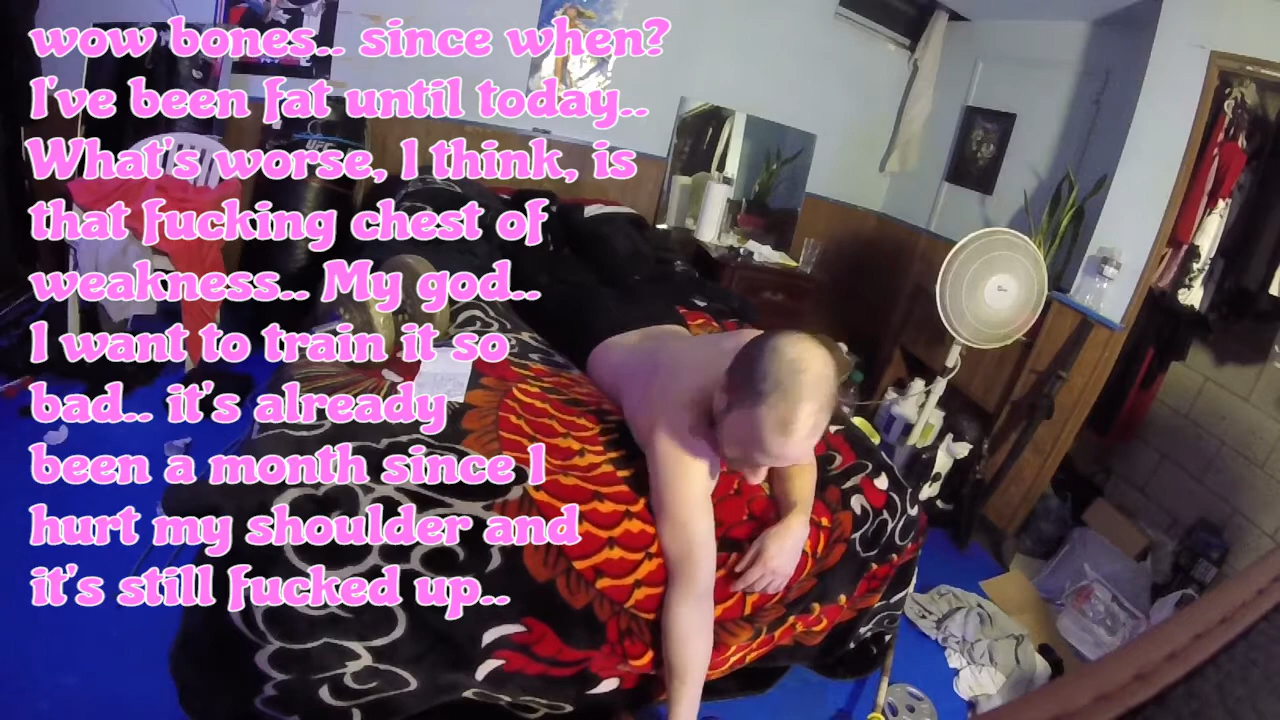 wow bones.. since when?
I've been fat until today..
What's worse, I think, is
that fucking chest of
weakness.. My god..
I want to train it so
bad.. it's already
been a month since I
hurt my shoulder and
it's still fucked up..
UFC